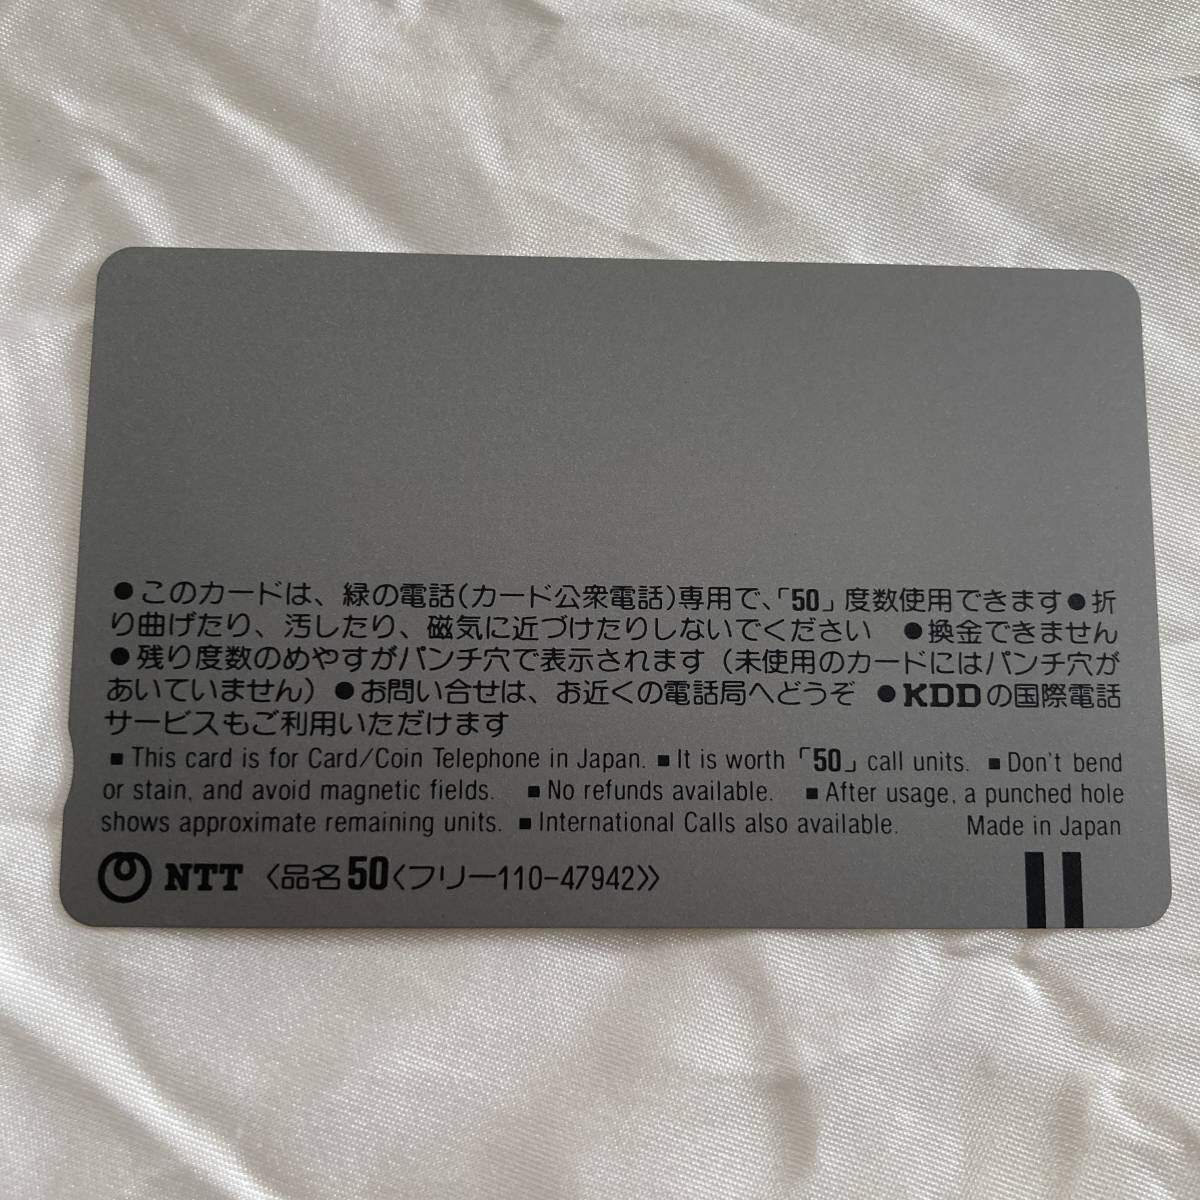 ●このカードは、緑の電話(カード公衆電話)専用で、「50」度数使用できます●折
り曲げたり、汚したり、磁気に近づけたりしないでください ●換金できません
●残り度数のめやすがパンチ穴で表示されます(未使用のカードにはパンチ穴が
あいていません)●お問い合せは、お近くの電話局へどうぞ ●KDDの国際電話
サービスもご利用いただけます
■This card is for Card/Coin Telephone in Japan. ■It is worth「50」call units. ■Don't bend
or stain, and avoid magnetic fields. ■No refunds available. ■After usage, a punched hole
shows approximate remaining units. ■International Calls also available. Made in Japan
NTT 〈品名50〈フリー110-47942〉〉